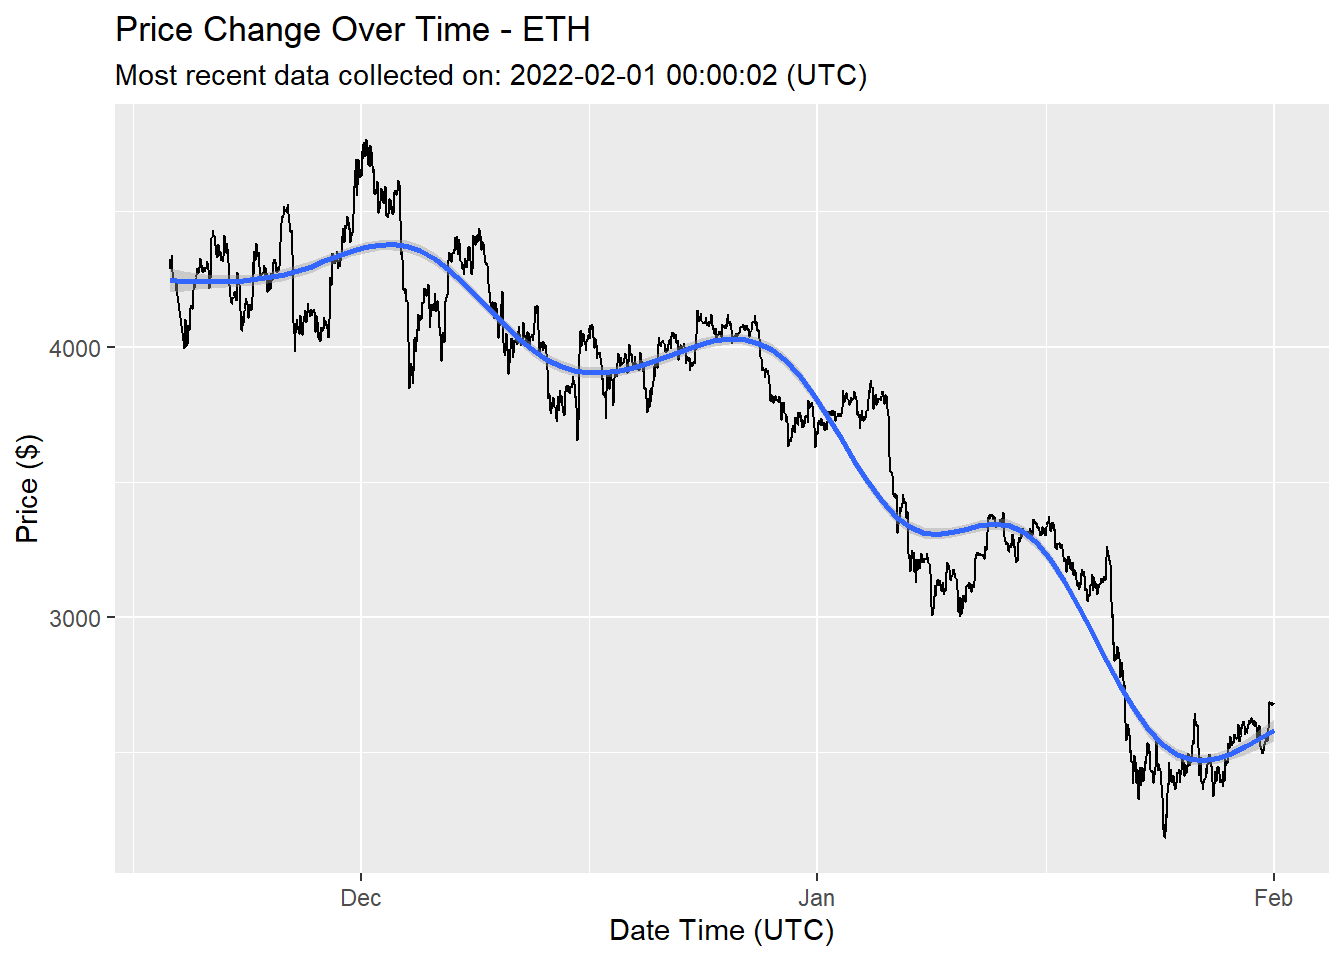 Price Change Over Time - ETH
Most recent data collected on: 2022-02-01 00:00:02 (UTC)
Price ($)
4000
3000
Dec
Jan
Feb
Date Time (UTC)